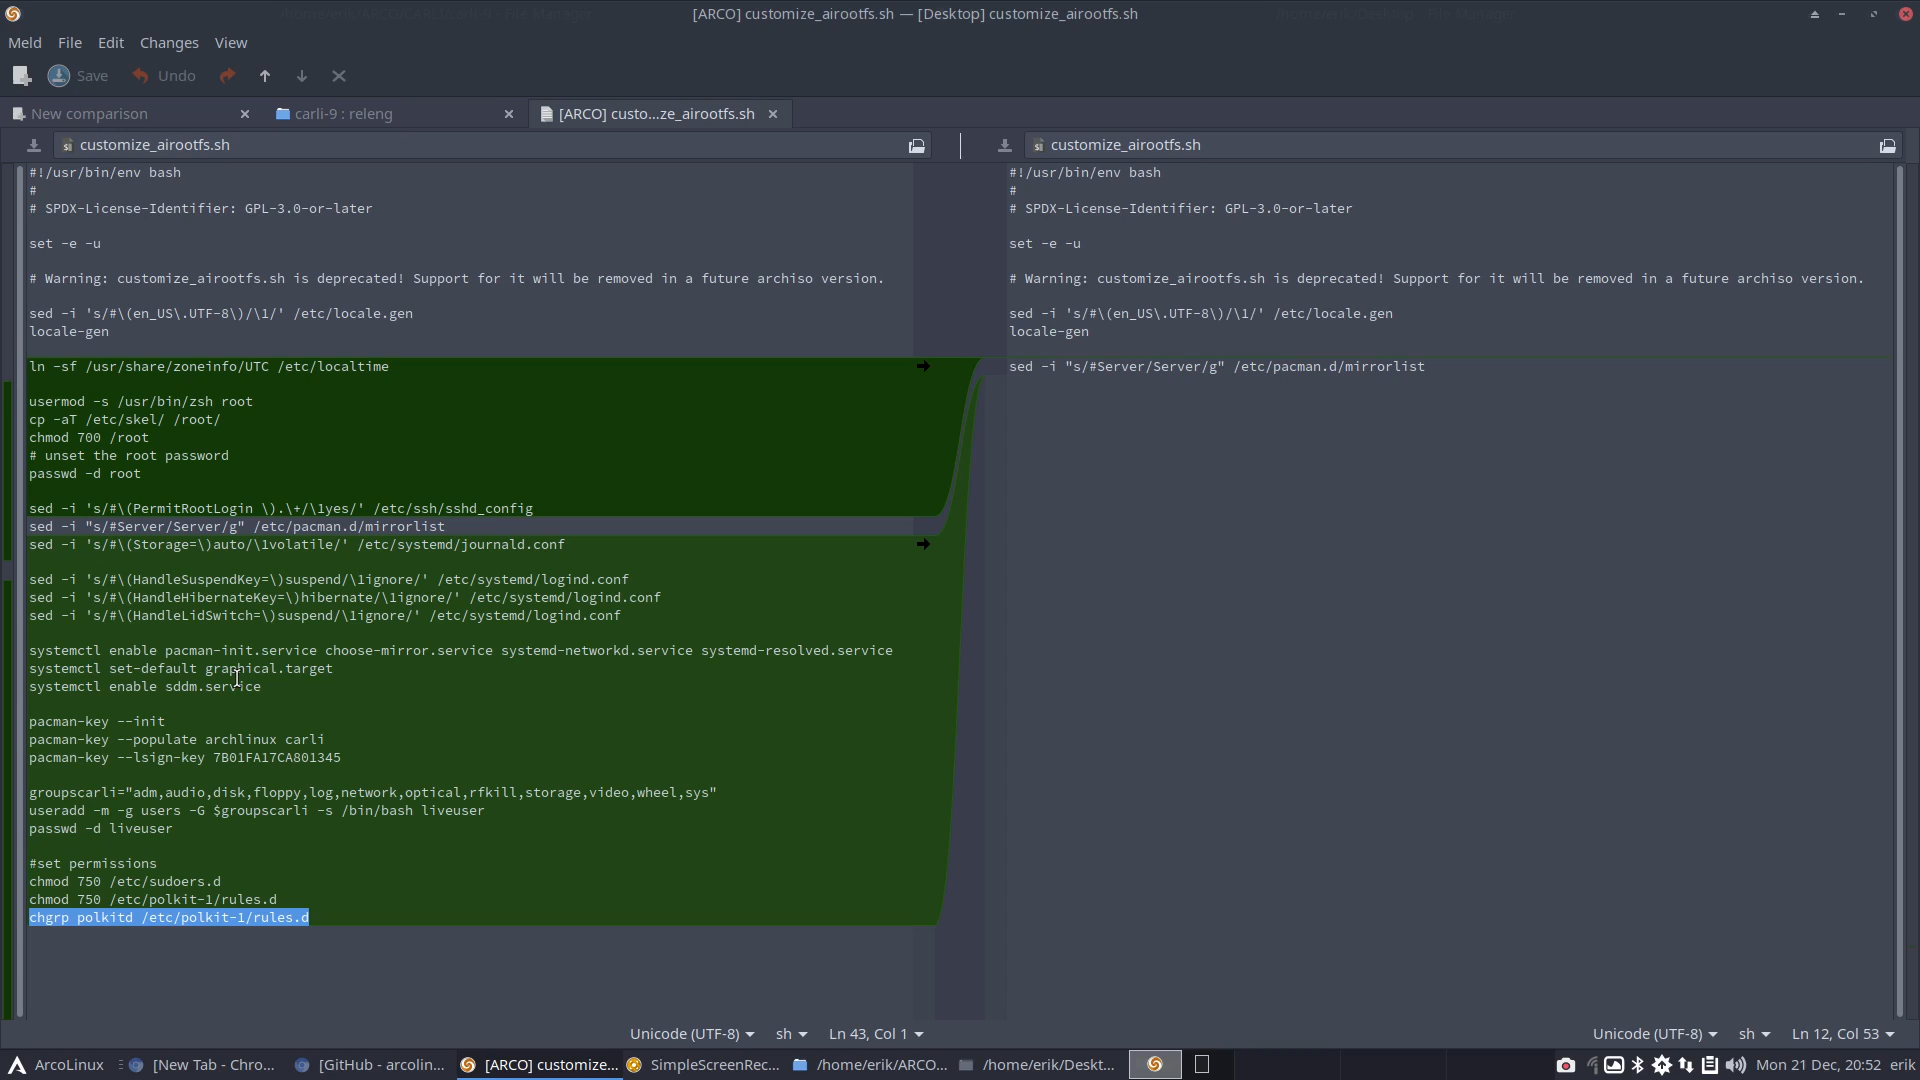 [ARCO] customize_airootfs.sh — [Desktop] customize_airootfs.sh
Meld File Edit Changes View
Save Undo
New comparison
carli-9 : releng
[ARCO] custo...ze_airootfs.sh
customize_airootfs.sh
#!/usr/bin/env bash
#
# SPDX-License-Identifier: GPL-3.0-or-later
set -e -u
# Warning: customize_airootfs.sh is deprecated! Support for it will be removed in a future archiso version.
sed -i 's/#\(en_US\.UTF-8\)/\1/' /etc/locale.gen
locale-gen
ln -sf /usr/share/zoneinfo/UTC /etc/localtime
usermod -s /usr/bin/zsh root
cp -aT /etc/skel/ /root/
chmod 700 /root
# unset the root password
passwd -d root
sed -i 's/#\(PermitRootLogin \).\+/\1yes/' /etc/ssh/sshd_config
sed -i "s/#Server/Server/g" /etc/pacman.d/mirrorlist
sed -i 's/#\(Storage=\)auto/\1volatile/' /etc/systemd/journald.conf
sed -i 's/#\(HandleSuspendKey=\)suspend/\1ignore/' /etc/systemd/logind.conf
sed -i 's/#\(HandleHibernateKey=\)hibernate/\1ignore/' /etc/systemd/logind.conf
sed -i 's/#\(HandleLidSwitch=\)suspend/\1ignore/' /etc/systemd/logind.conf
systemctl enable pacman-init.service choose-mirror.service systemd-networkd.service systemd-resolved.service
systemctl set-default graphical.target
systemctl enable sddm.service
pacman-key --init
pacman-key --populate archlinux carli
pacman-key --lsign-key 7B01FA17CA801345
groupscarli="adm,audio,disk,floppy,log,network,optical,rfkill,storage,video,wheel,sys"
useradd -m -g users -G $groupscarli -s /bin/bash liveuser
passwd -d liveuser
#set permissions
chmod 750 /etc/sudoers.d
chmod 750 /etc/polkit-1/rules.d
chgrp polkitd /etc/polkit-1/rules.d
Unicode (UTF-8) sh Ln 43, Col 1
customize_airootfs.sh
#!/usr/bin/env bash
#
# SPDX-License-Identifier: GPL-3.0-or-later
set -e -u
# Warning: customize_airootfs.sh is deprecated! Support for it will be removed in a future archiso version.
sed -i 's/#\(en_US\.UTF-8\)/\1/' /etc/locale.gen
locale-gen
sed -i "s/#Server/Server/g" /etc/pacman.d/mirrorlist
Unicode (UTF-8) sh Ln 12, Col 53
ArcoLinux [New Tab - Chro... [GitHub - arcolin... [ARCO] customize... SimpleScreenRec... /home/erik/ARCO... /home/erik/Deskt... Mon 21 Dec, 20:52 erik